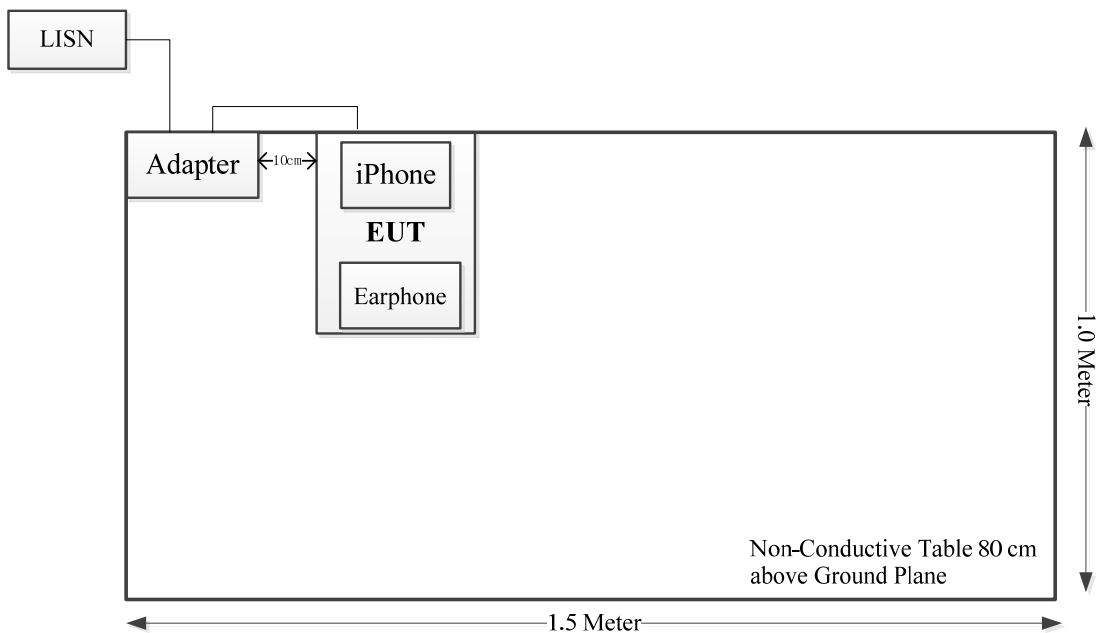 LISN
Adapter
10cm
iPhone
EUT
Earphone
1.0 Meter
Non-Conductive Table 80 cm
above Ground Plane
1.5 Meter